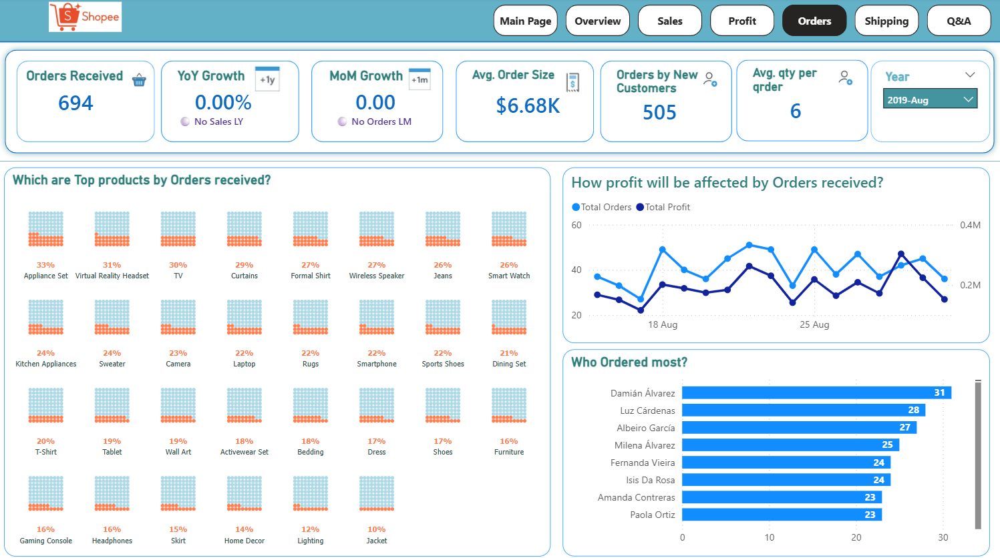 Shopee
Main Page
Overview
Sales
Profit
Orders
Shipping
Q&A
Orders Received
694
YoY Growth
+1y
0.00%
No Sales LY
MoM Growth
+1m
0.00
No Orders LM
Avg. Order Size
$6.68K
Orders by New
Customers
505
Avg. qty per
qrder
6
Year
2019-Aug
Which are Top products by Orders received?
33% 31% 30% 29% 27% 27% 26% 26%
Appliance Set Virtual Reality Headset TV Curtains Formal Shirt Wireless Speaker Jeans Smart Watch
24% 24% 23% 22% 22% 22% 22% 21%
Kitchen Appliances Sweater Camera Laptop Rugs Smartphone Sports Shoes Dining Set
20% 19% 19% 18% 18% 17% 17% 16%
T-Shirt Tablet Wall Art Activewear Set Bedding Dress Shoes Furniture
16% 16% 15% 14% 12% 10%
Gaming Console Headphones Skirt Home Decor Lighting Jacket
How profit will be affected by Orders received?
Total Orders Total Profit
60 0.4M
40
0.2M
20
18 Aug 25 Aug
Who Ordered most?
Damián Álvarez 31
Luz Cárdenas 28
Albeiro García 27
Milena Álvarez 25
Fernanda Vieira 24
Isis Da Rosa 24
Amanda Contreras 23
Paola Ortiz 23
0 10 20 30